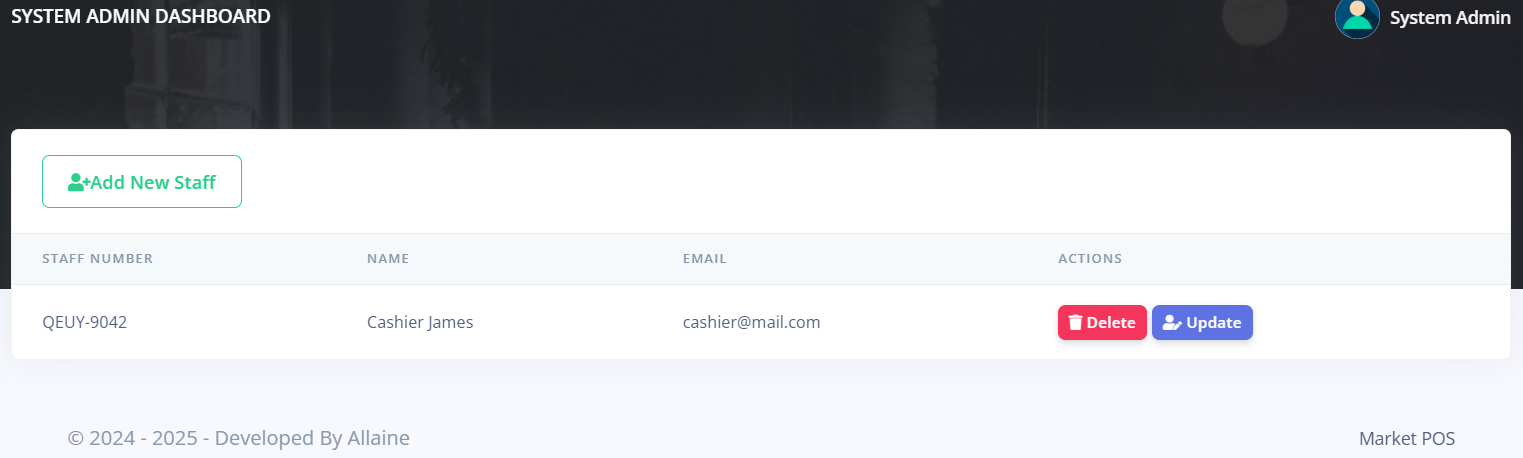 SYSTEM ADMIN DASHBOARD
System Admin
Add New Staff
STAFF NUMBER NAME EMAIL ACTIONS
QEUY-9042 Cashier James cashier@mail.com Delete Update
© 2024 - 2025 - Developed By Allaine
Market POS